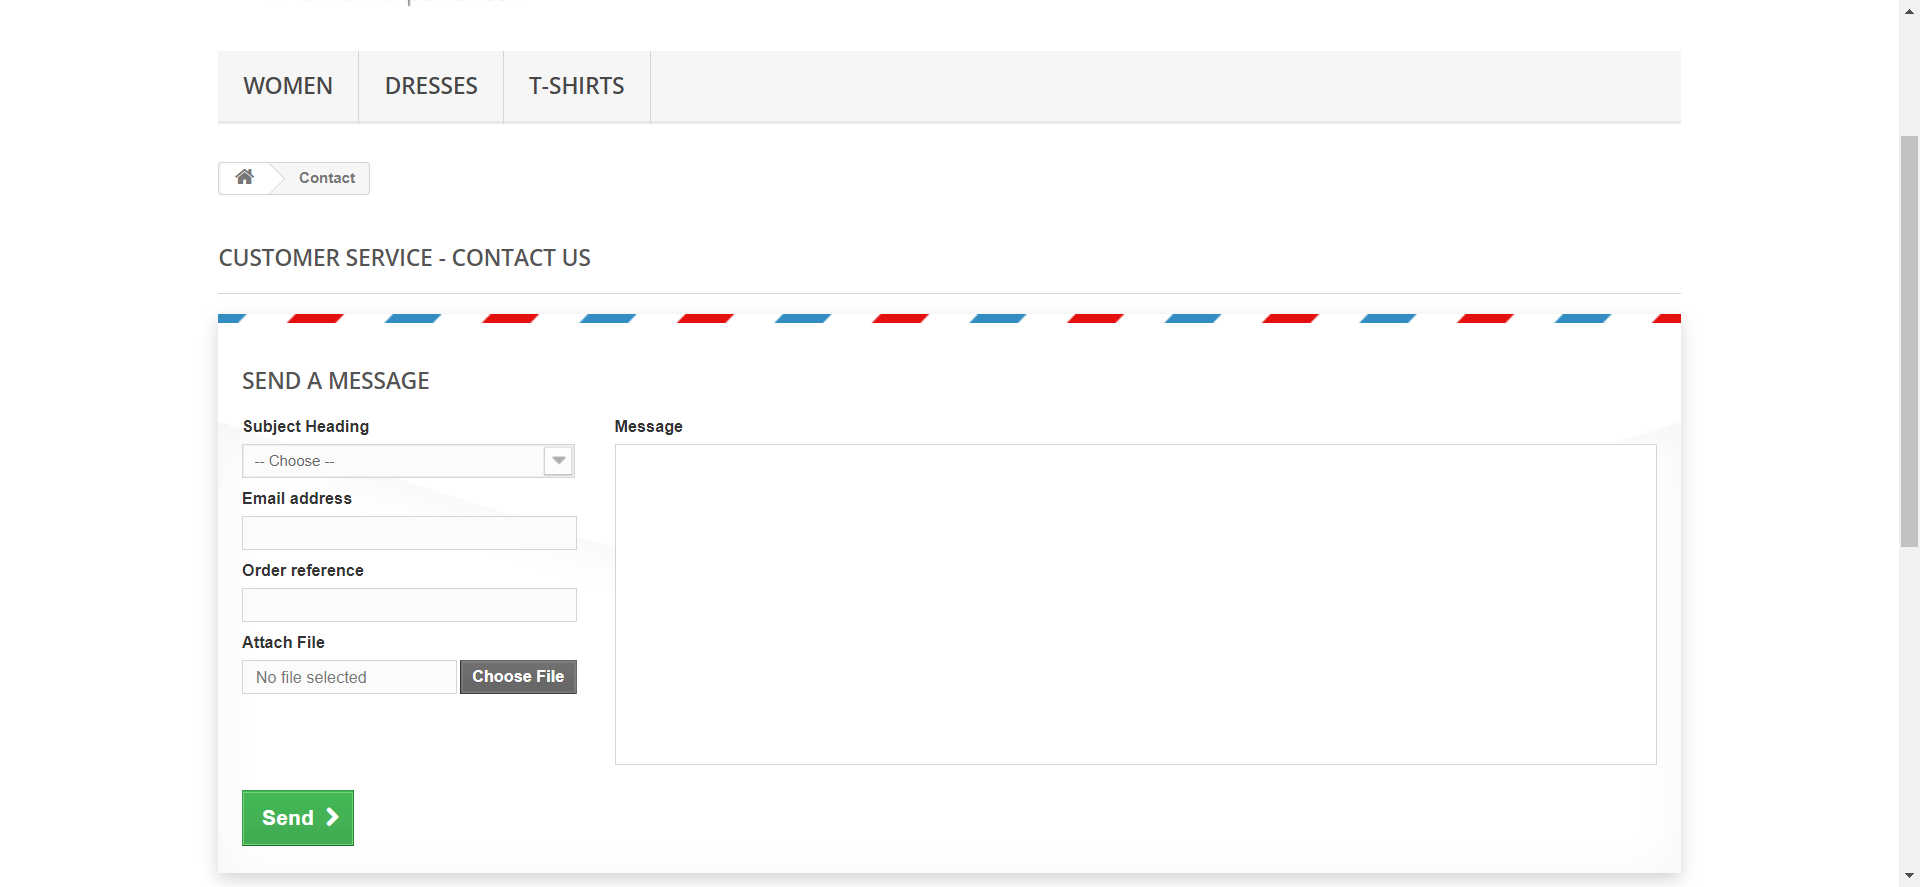 WOMEN DRESSES T-SHIRTS
Contact
CUSTOMER SERVICE - CONTACT US
SEND A MESSAGE
Subject Heading
-- Choose --
Email address
Order reference
Attach File
No file selected Choose File
Message
Send